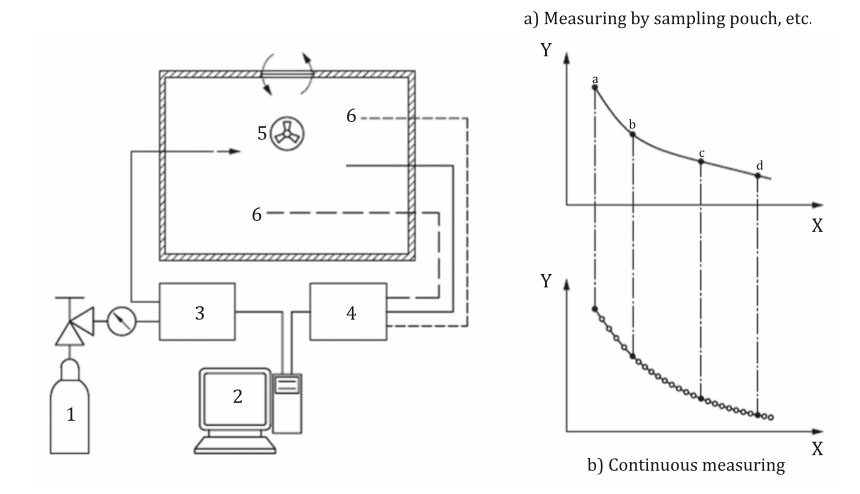 a) Measuring by sampling pouch, etc.
Y
a
b
c
d
X
6
5
6
3
4
2
1
Y
X
b) Continuous measuring